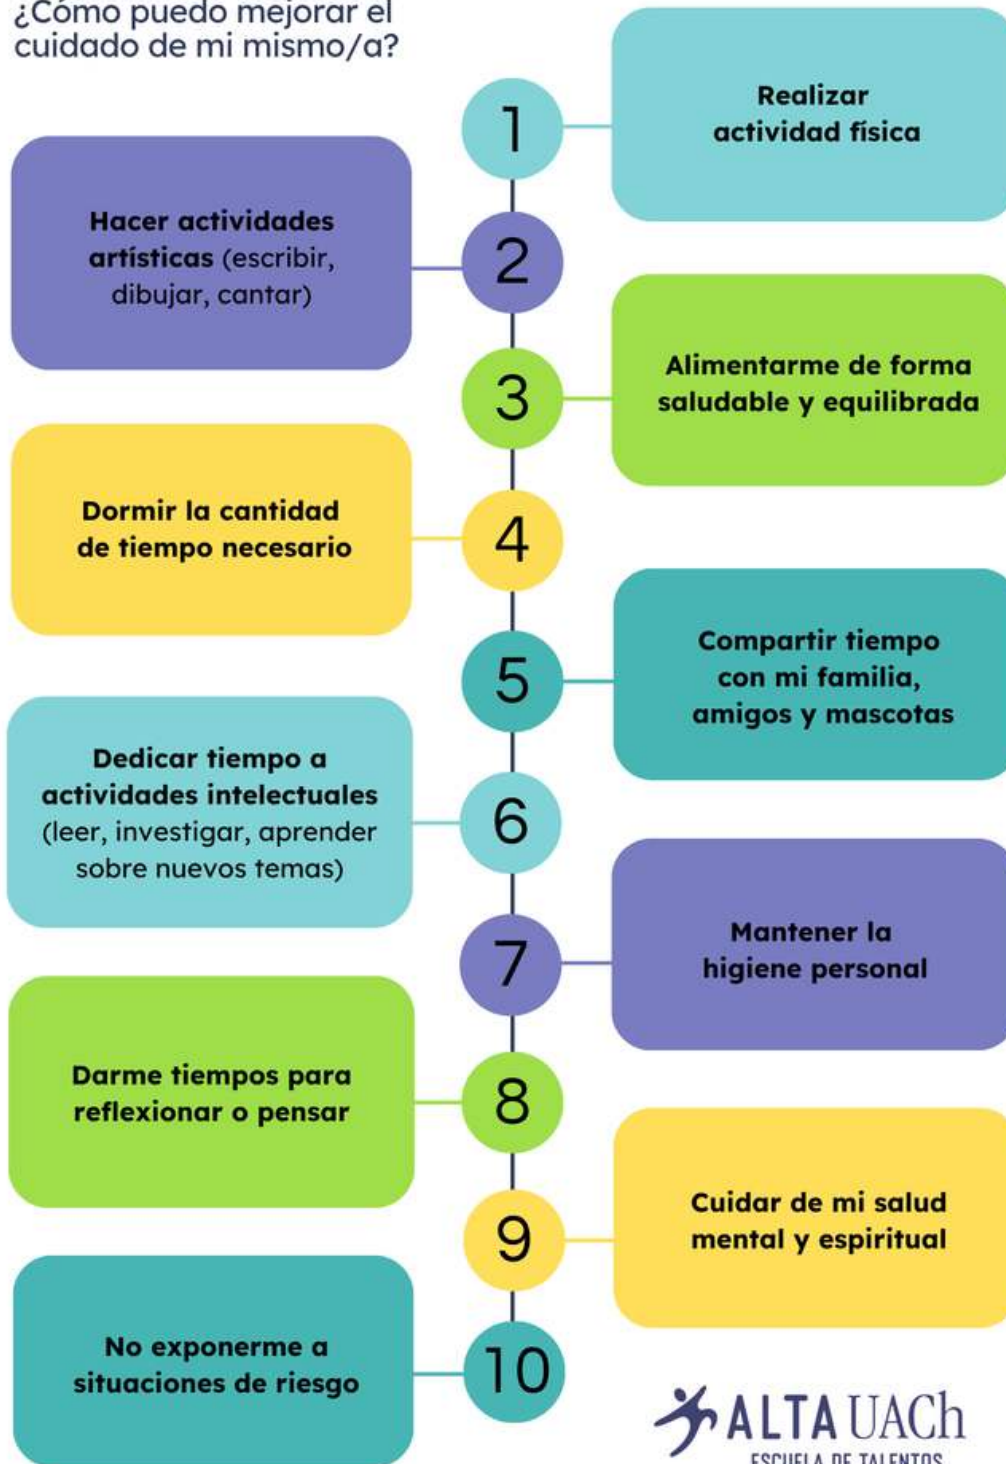 ¿Cómo puedo mejorar el
cuidado de mi mismo/a?
1
Realizar
actividad física
Hacer actividades
artísticas (escribir,
dibujar, cantar)
2
3
Alimentarme de forma
saludable y equilibrada
Dormir la cantidad
de tiempo necesario
4
5
Compartir tiempo
con mi familia,
amigos y mascotas
Dedicar tiempo a
actividades intelectuales
(leer, investigar, aprender
sobre nuevos temas)
6
7
Mantener la
higiene personal
Darme tiempos para
reflexionar o pensar
8
9
Cuidar de mi salud
mental y espiritual
No exponerme a
situaciones de riesgo
10
ALTA UACh
ESCUELA DE TALENTOS